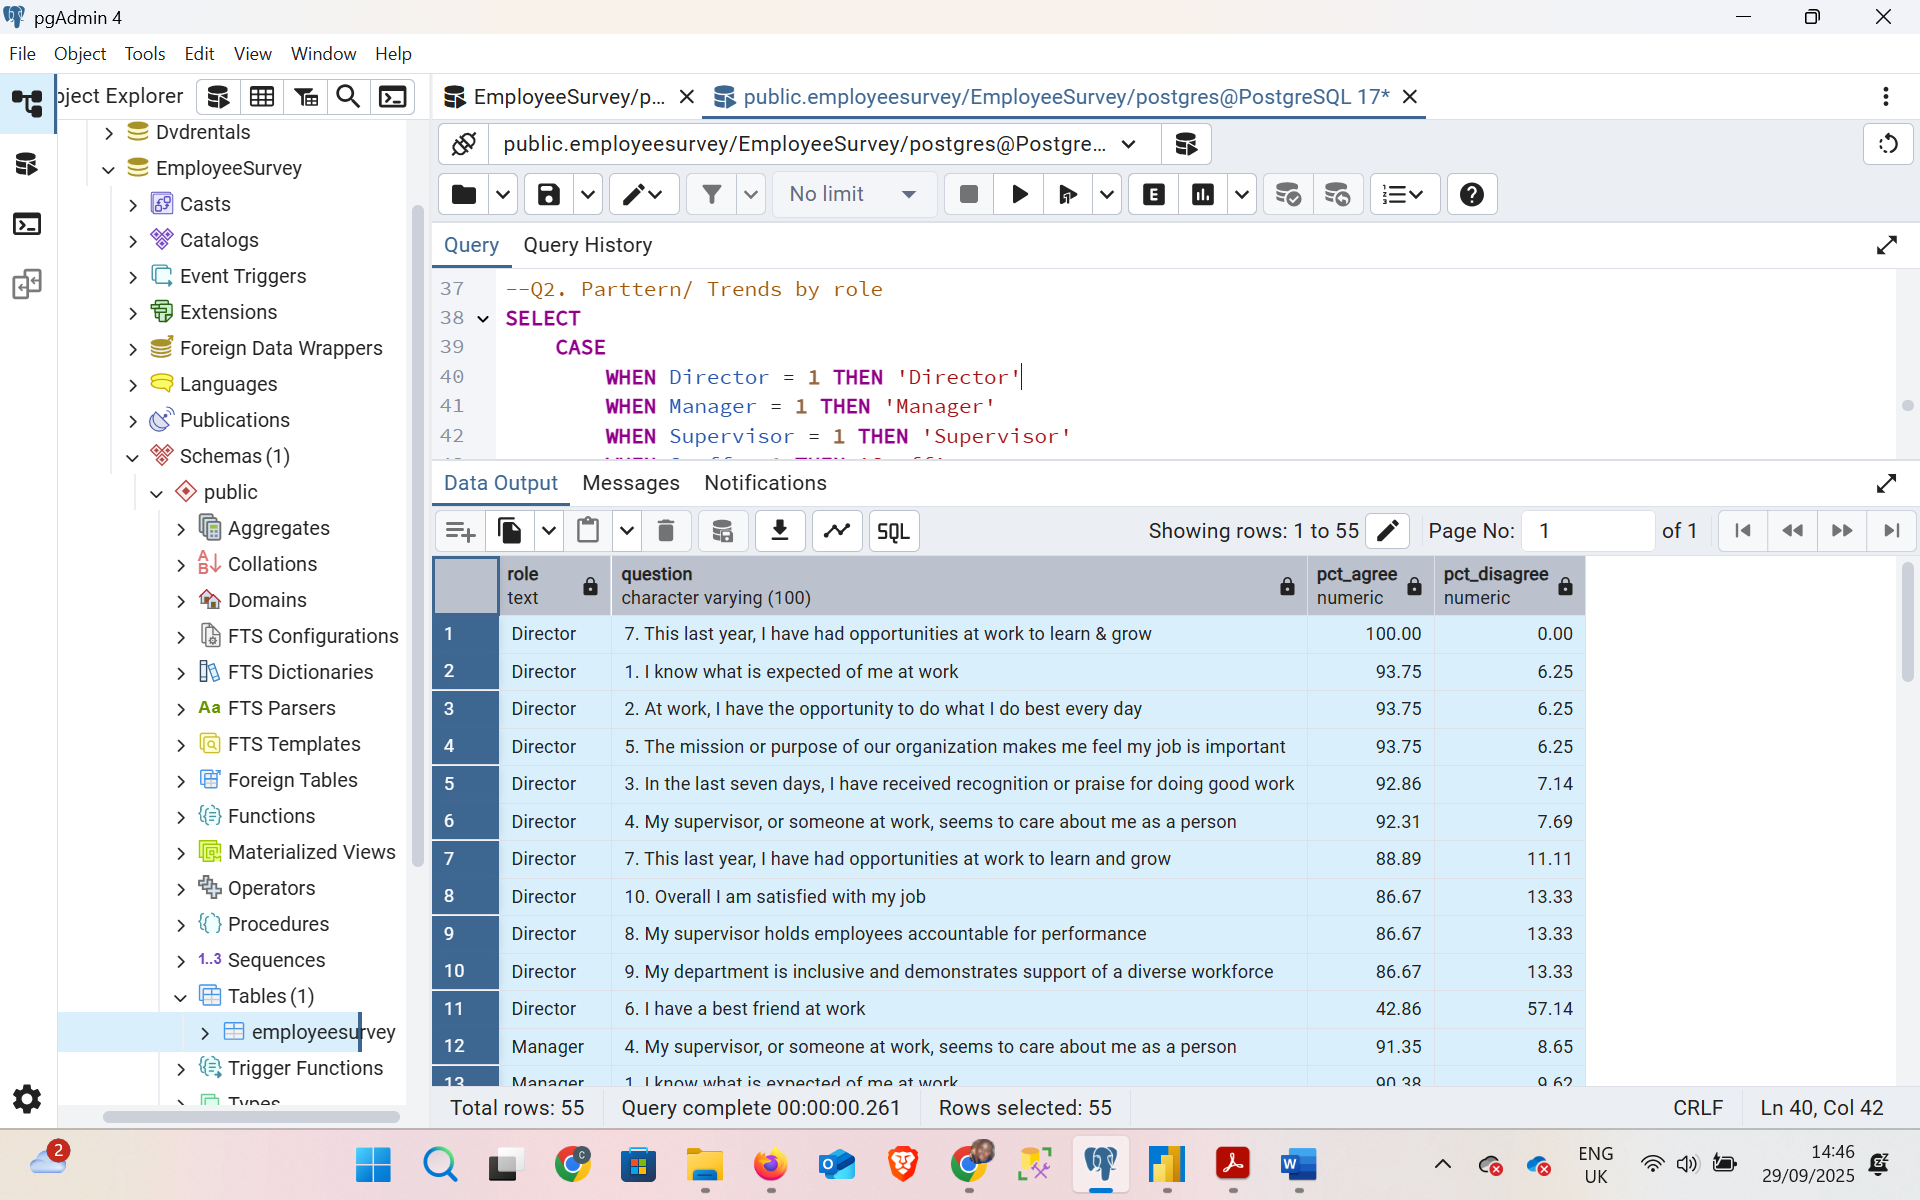 pgAdmin 4
File Object Tools Edit View Window Help
bject Explorer
EmployeeSurvey/p...
public.employeesurvey/EmployeeSurvey/postgres@PostgreSQL 17*
Dvdrentals
EmployeeSurvey
Casts
Catalogs
Event Triggers
Extensions
Foreign Data Wrappers
Languages
Publications
Schemas (1)
public
Aggregates
Collations
Domains
FTS Configurations
FTS Dictionaries
Aa FTS Parsers
FTS Templates
Foreign Tables
Functions
Materialized Views
Operators
Procedures
1..3 Sequences
Tables (1)
employeesurvey
Trigger Functions
Types
public.employeesurvey/EmployeeSurvey/postgres@Postgre...
No limit
E
Query Query History
37 --Q2. Parttern/ Trends by role
38 SELECT
39 CASE
40 WHEN Director = 1 THEN 'Director'
41 WHEN Manager = 1 THEN 'Manager'
42 WHEN Supervisor = 1 THEN 'Supervisor'
Data Output Messages Notifications
SQL
Showing rows: 1 to 55
Page No: 1 of 1
role text question character varying (100) pct_agree numeric pct_disagree numeric
1 Director 7. This last year, I have had opportunities at work to learn & grow 100.00 0.00
2 Director 1. I know what is expected of me at work 93.75 6.25
3 Director 2. At work, I have the opportunity to do what I do best every day 93.75 6.25
4 Director 5. The mission or purpose of our organization makes me feel my job is important 93.75 6.25
5 Director 3. In the last seven days, I have received recognition or praise for doing good work 92.86 7.14
6 Director 4. My supervisor, or someone at work, seems to care about me as a person 92.31 7.69
7 Director 7. This last year, I have had opportunities at work to learn and grow 88.89 11.11
8 Director 10. Overall I am satisfied with my job 86.67 13.33
9 Director 8. My supervisor holds employees accountable for performance 86.67 13.33
10 Director 9. My department is inclusive and demonstrates support of a diverse workforce 86.67 13.33
11 Director 6. I have a best friend at work 42.86 57.14
12 Manager 4. My supervisor, or someone at work, seems to care about me as a person 91.35 8.65
13 Manager 1. I know what is expected of me at work 90.38 9.62
Total rows: 55 Query complete 00:00:00.261 Rows selected: 55 CRLF Ln 40, Col 42
2
ENG
UK
14:46
29/09/2025